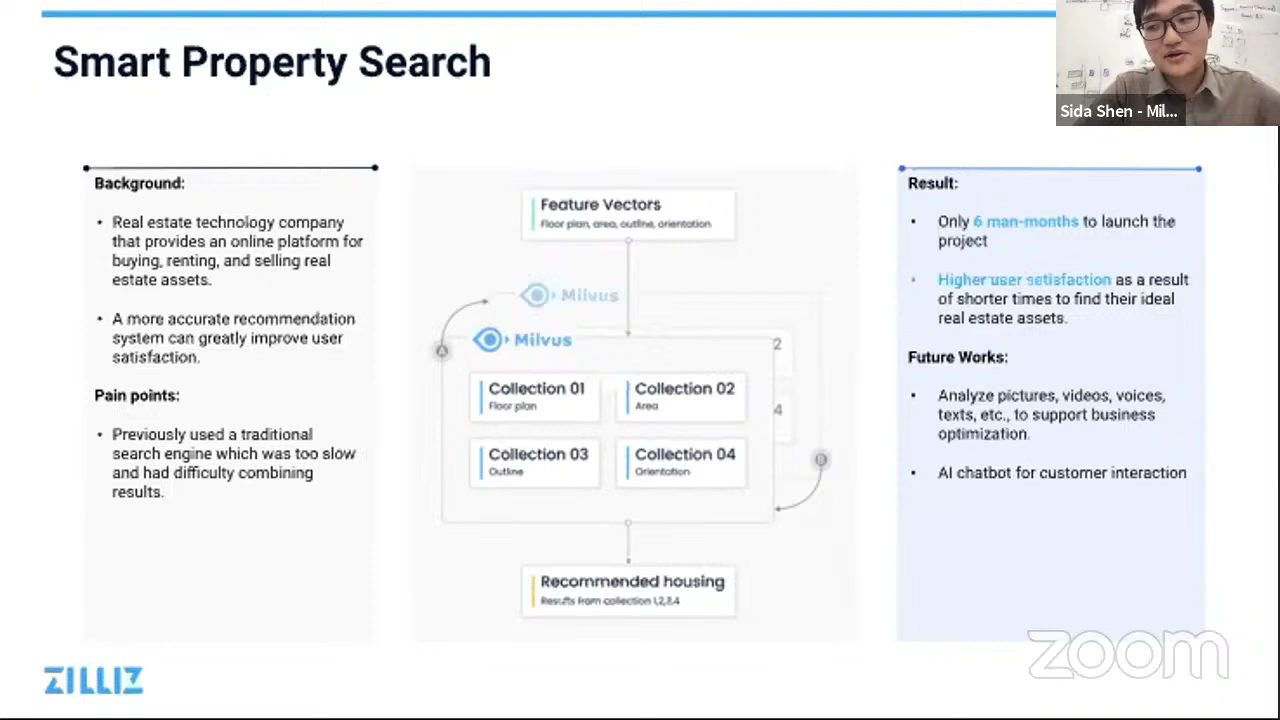 Smart Property Search
Sida Shen - Mil...
Background:
• Real estate technology company
that provides an online platform for
buying, renting, and selling real
estate assets.
• A more accurate recommendation
system can greatly improve user
satisfaction.
Pain points:
• Previously used a traditional
search engine which was too slow
and had difficulty combining
results.
Feature Vectors
Floor plan, area, outline, orientation
Milvus
A
Milvus
2
Collection 01
Floor plan
Collection 02
Area
4
Collection 03
Outline
Collection 04
Orientation
B
Recommended housing
Results from collection 1,2,3,4
Result:
• Only 6 man-months to launch the
project
• Higher user satisfaction as a result
of shorter times to find their ideal
real estate assets.
Future Works:
• Analyze pictures, videos, voices,
texts, etc., to support business
optimization.
• AI chatbot for customer interaction
ZILLIZ
zoom